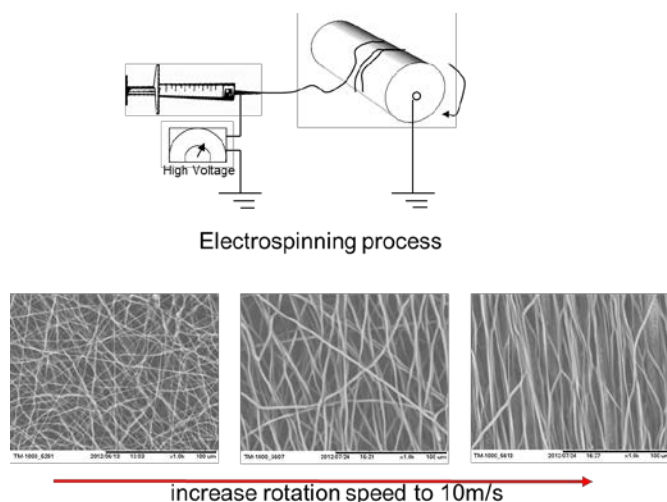 High Voltage
Electrospinning process
TM-1000_5391 2012/06/13 13:03 x1.0k 100 um
TM-1000_5607 2012/07/24 16:21 x1.0k 100 um
TM-1000_5610 2012/07/24 16:27 x1.0k 100 um
increase rotation speed to 10m/s